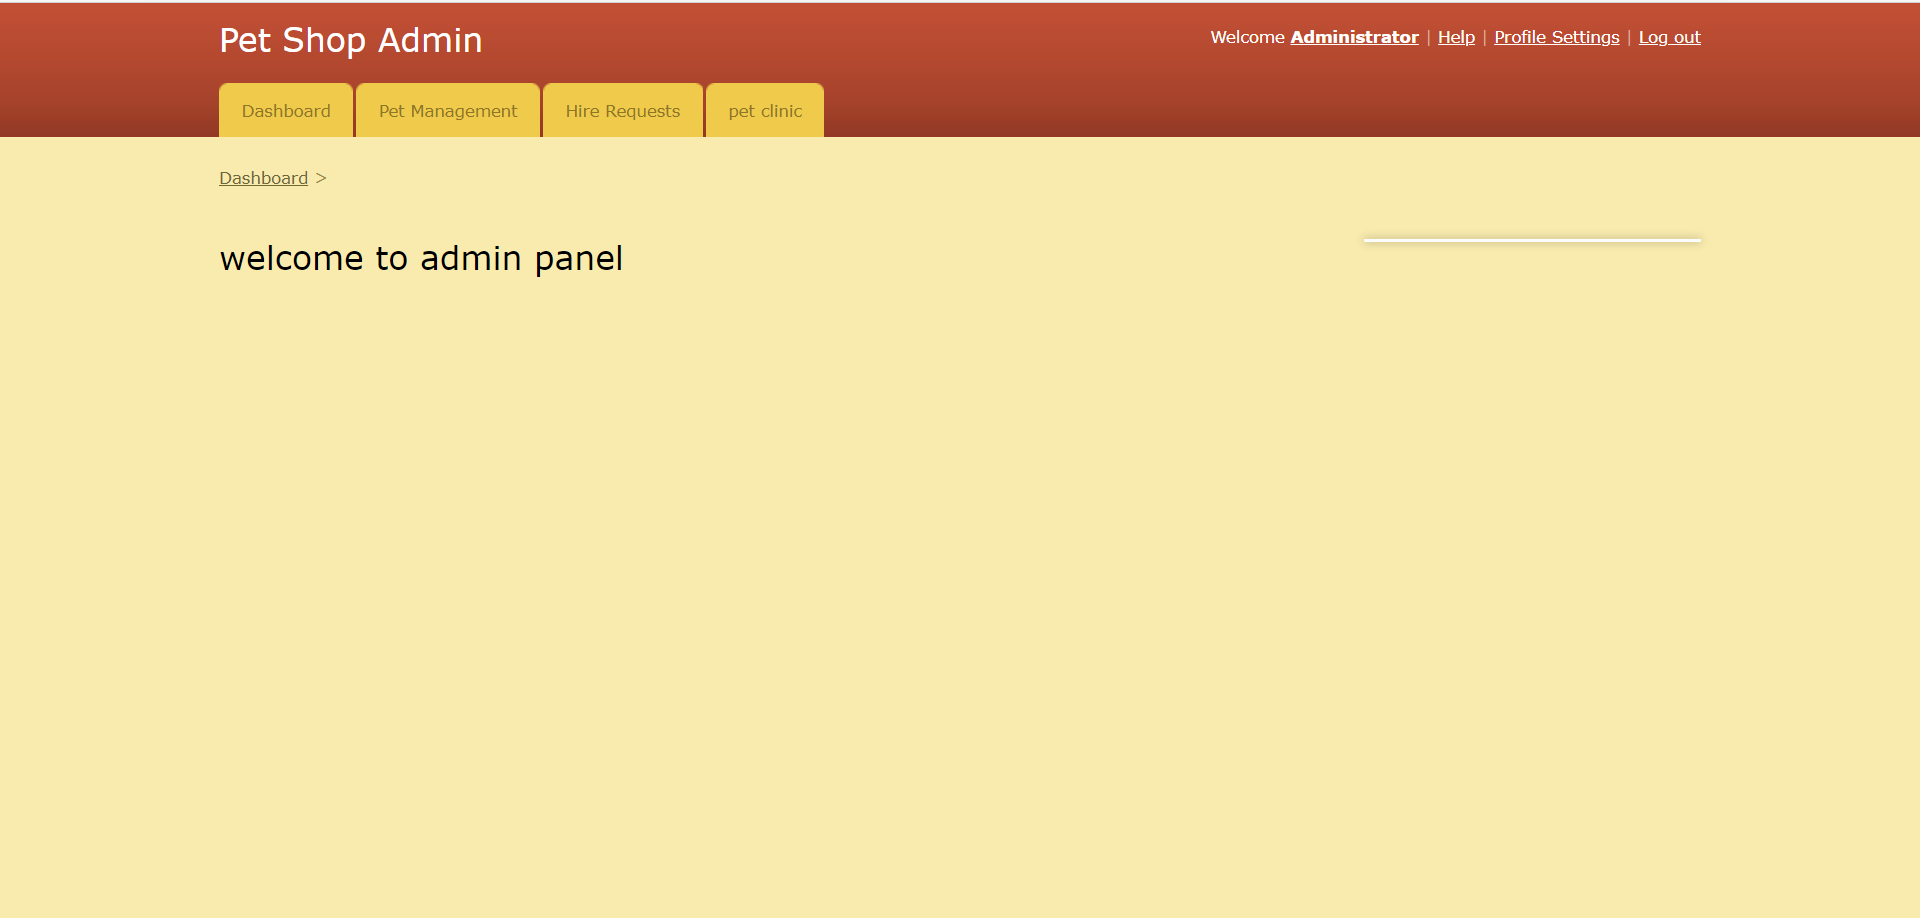 Pet Shop Admin
Welcome Administrator | Help | Profile Settings | Log out
Dashboard Pet Management Hire Requests pet clinic
Dashboard >
welcome to admin panel